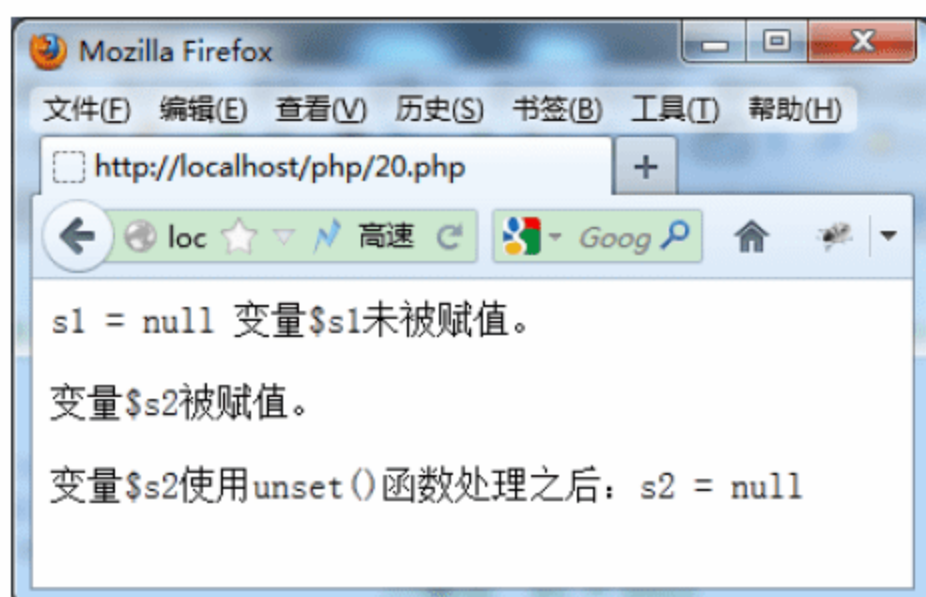 Mozilla Firefox
文件(F) 编辑(E) 查看(V) 历史(S) 书签(B) 工具(T) 帮助(H)
http://localhost/php/20.php +
loc 高速 Goog
s1 = null 变量$s1未被赋值。
变量$s2被赋值。
变量$s2使用unset()函数处理之后：s2 = null